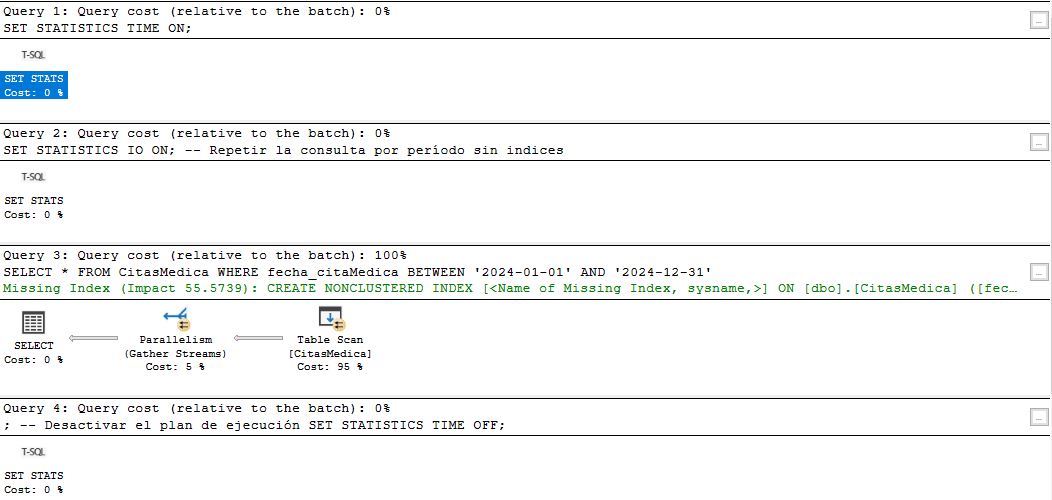 Query 1: Query cost (relative to the batch): 0%
SET STATISTICS TIME ON;
T-SQL
SET STATS
Cost: 0 %
Query 2: Query cost (relative to the batch): 0%
SET STATISTICS IO ON; -- Repetir la consulta por período sin indices
T-SQL
SET STATS
Cost: 0 %
Query 3: Query cost (relative to the batch): 100%
SELECT * FROM CitasMedica WHERE fecha_citaMedica BETWEEN '2024-01-01' AND '2024-12-31'
Missing Index (Impact 55.5739): CREATE NONCLUSTERED INDEX [<Name of Missing Index, sysname,>] ON [dbo].[CitasMedica] ([fec…
SELECT
Cost: 0 %
Parallelism
(Gather Streams)
Cost: 5 %
Table Scan
[CitasMedica]
Cost: 95 %
Query 4: Query cost (relative to the batch): 0%
; -- Desactivar el plan de ejecución SET STATISTICS TIME OFF;
T-SQL
SET STATS
Cost: 0 %